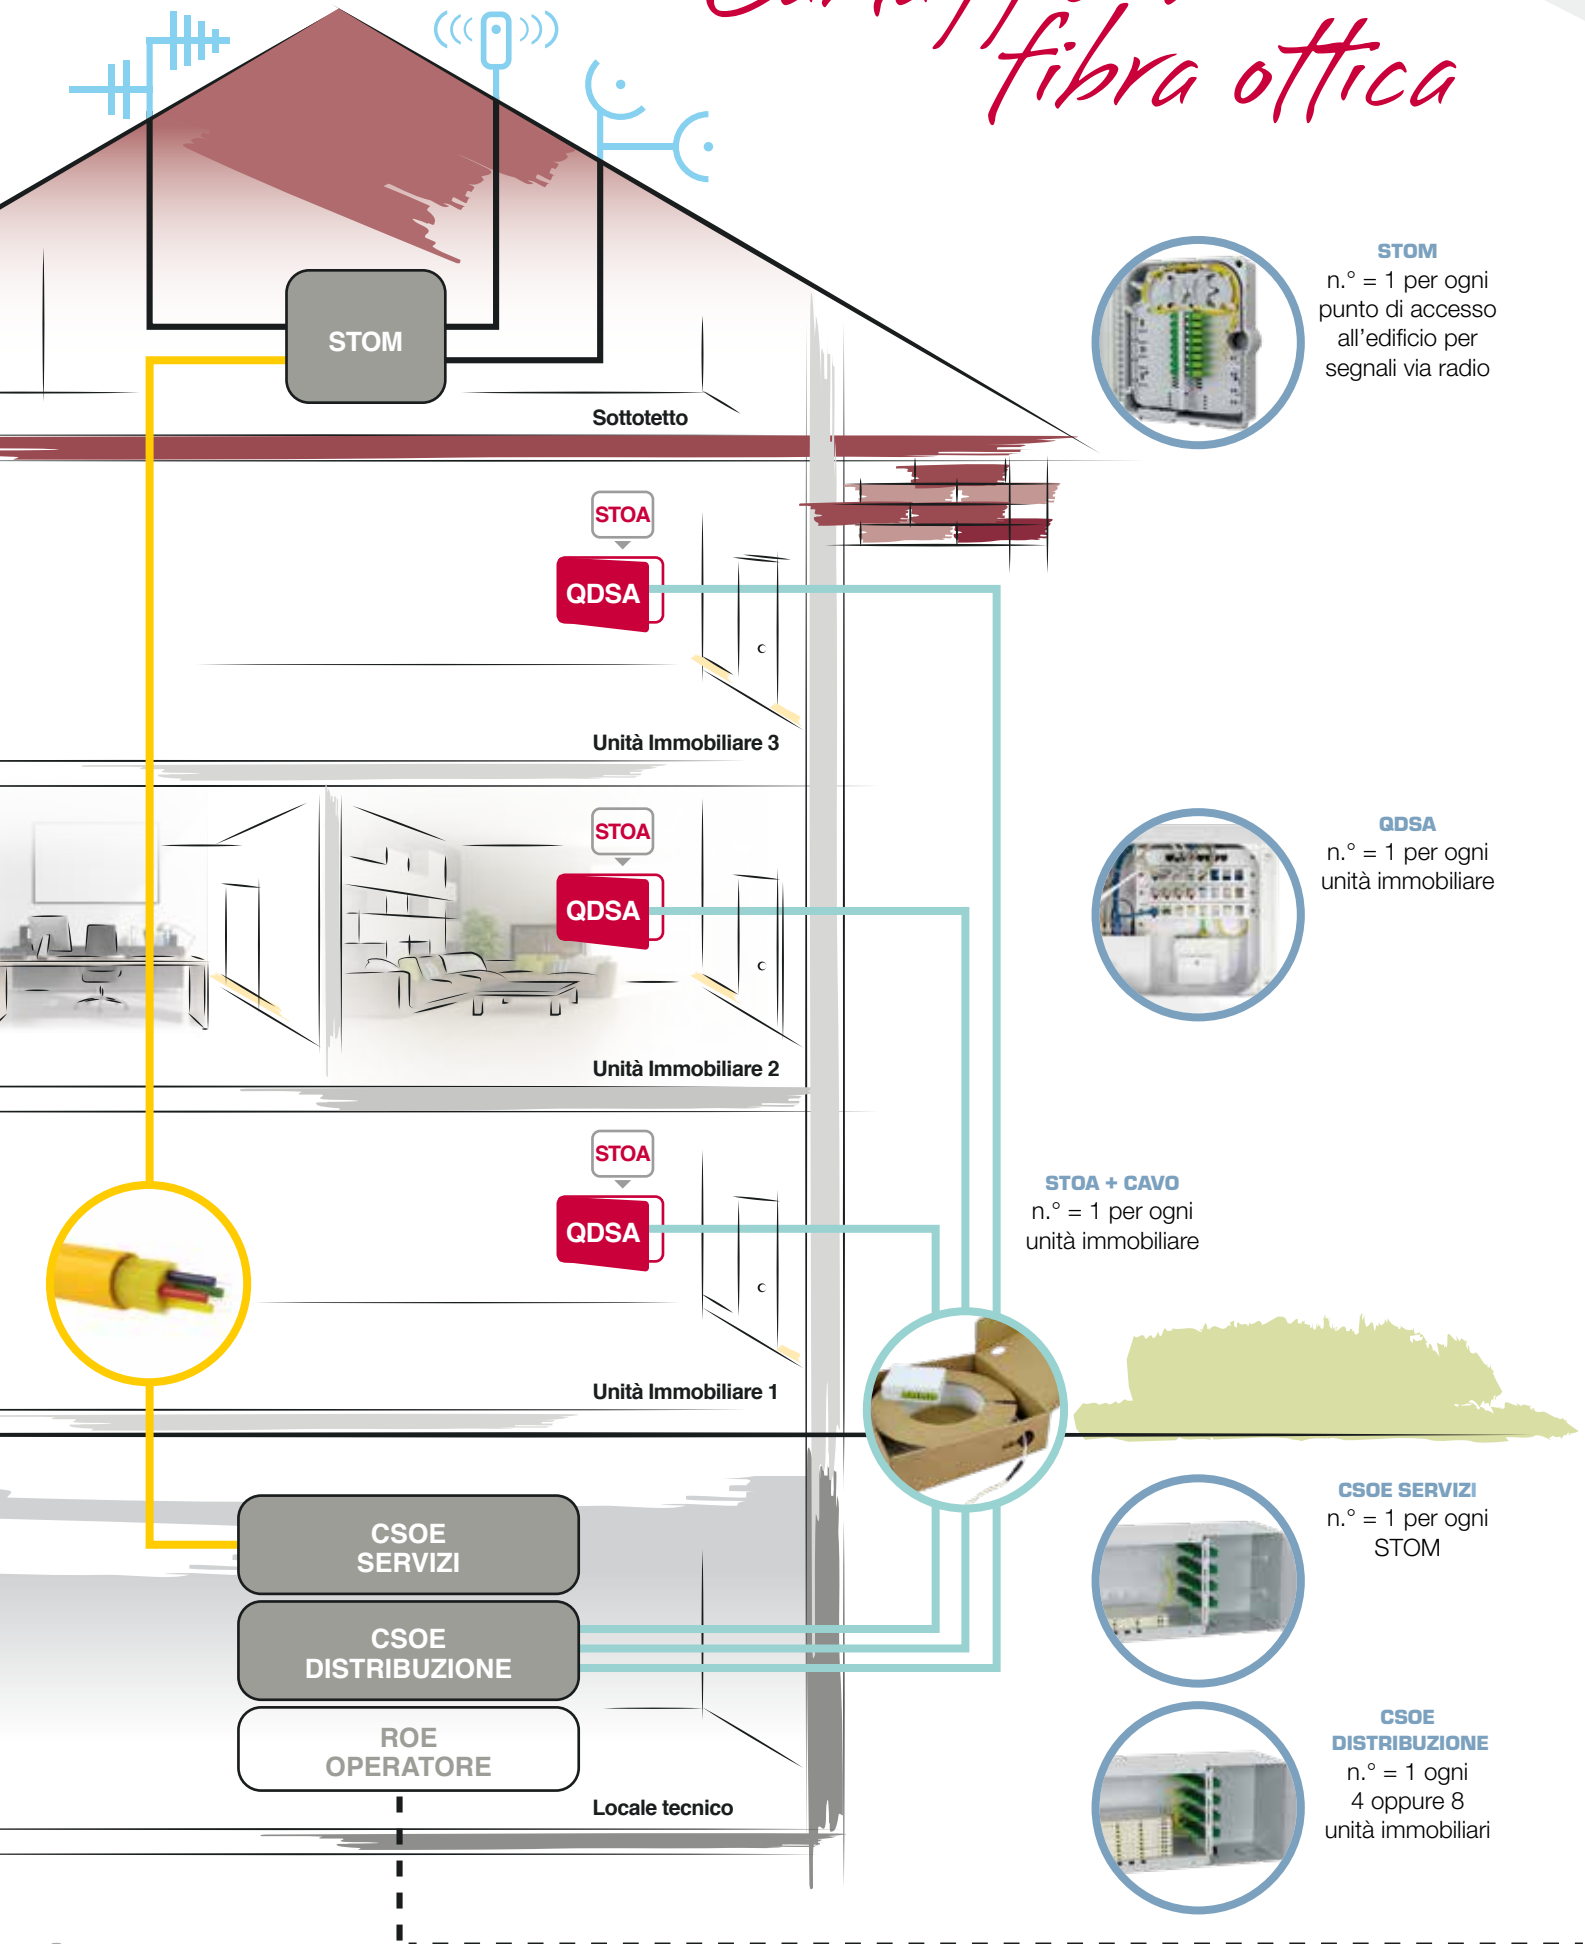 fibra ottica
STOM
n.° = 1 per ogni
punto di accesso
all'edificio per
segnali via radio
STOM
Sottotetto
STOA
QDSA
Unità Immobiliare 3
STOA
QDSA
QDSA
n.° = 1 per ogni
unità immobiliare
Unità Immobiliare 2
STOA
QDSA
STOA + CAVO
n.° = 1 per ogni
unità immobiliare
Unità Immobiliare 1
CSOE
SERVIZI
CSOE SERVIZI
n.° = 1 per ogni
STOM
CSOE
DISTRIBUZIONE
ROE
OPERATORE
CSOE
DISTRIBUZIONE
n.° = 1 ogni
4 oppure 8
unità immobiliari
Locale tecnico